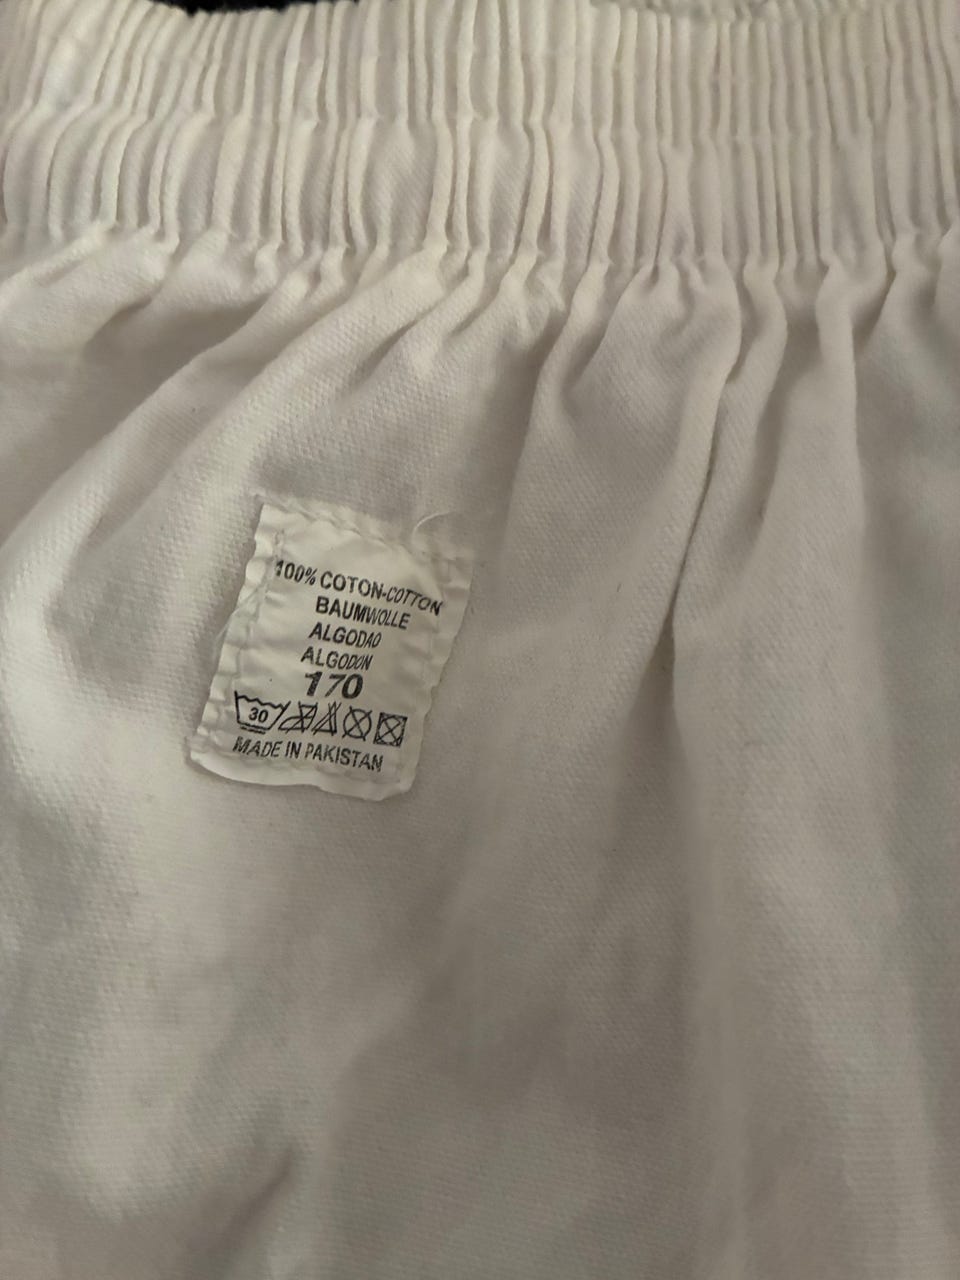 100% COTON-COTTON
BAUMWOLLE
ALGODAO
ALGODON
170
30
MADE IN PAKISTAN